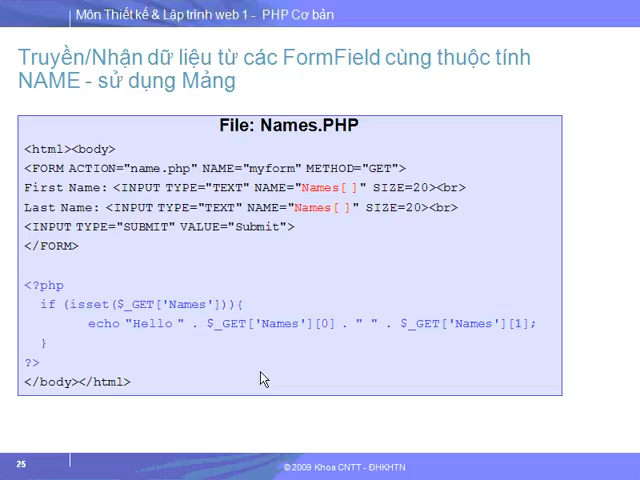 Môn Thiết kế & Lập trình web 1 - PHP Cơ bản
Truyền/Nhận dữ liệu từ các FormField cùng thuộc tính
NAME - sử dụng Mảng
File: Names.PHP
<html><body>
<FORM ACTION="name.php" NAME="myform" METHOD="GET">
First Name: <INPUT TYPE="TEXT" NAME="Names[ ]" SIZE=20><br>
Last Name: <INPUT TYPE="TEXT" NAME="Names[ ]" SIZE=20><br>
<INPUT TYPE="SUBMIT" VALUE="Submit">
</FORM>
<?php
if (isset($_GET['Names'])){
echo "Hello " . $_GET['Names'][0] . " " . $_GET['Names'][1];
}
?>
</body></html>
25
© 2009 Khoa CNTT - ĐHKHTN